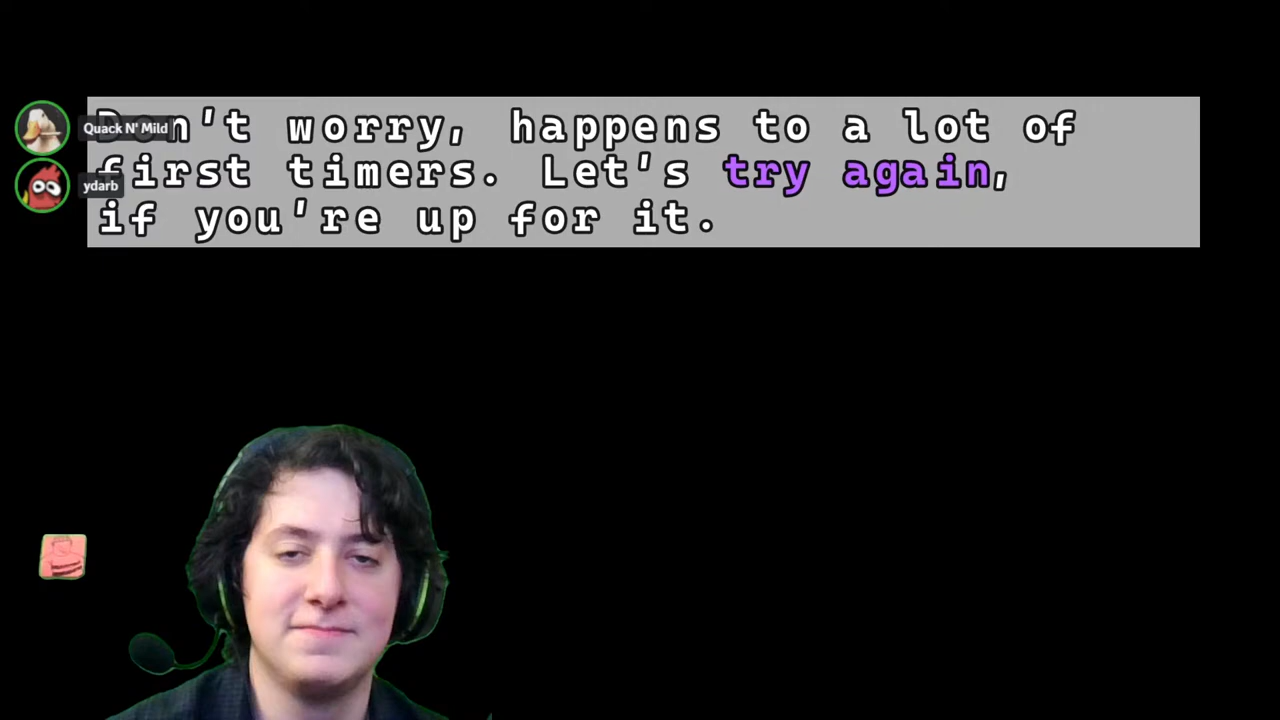 Quack N' Mild
ydarb
Don't worry, happens to a lot of
first timers. Let's try again,
if you're up for it.